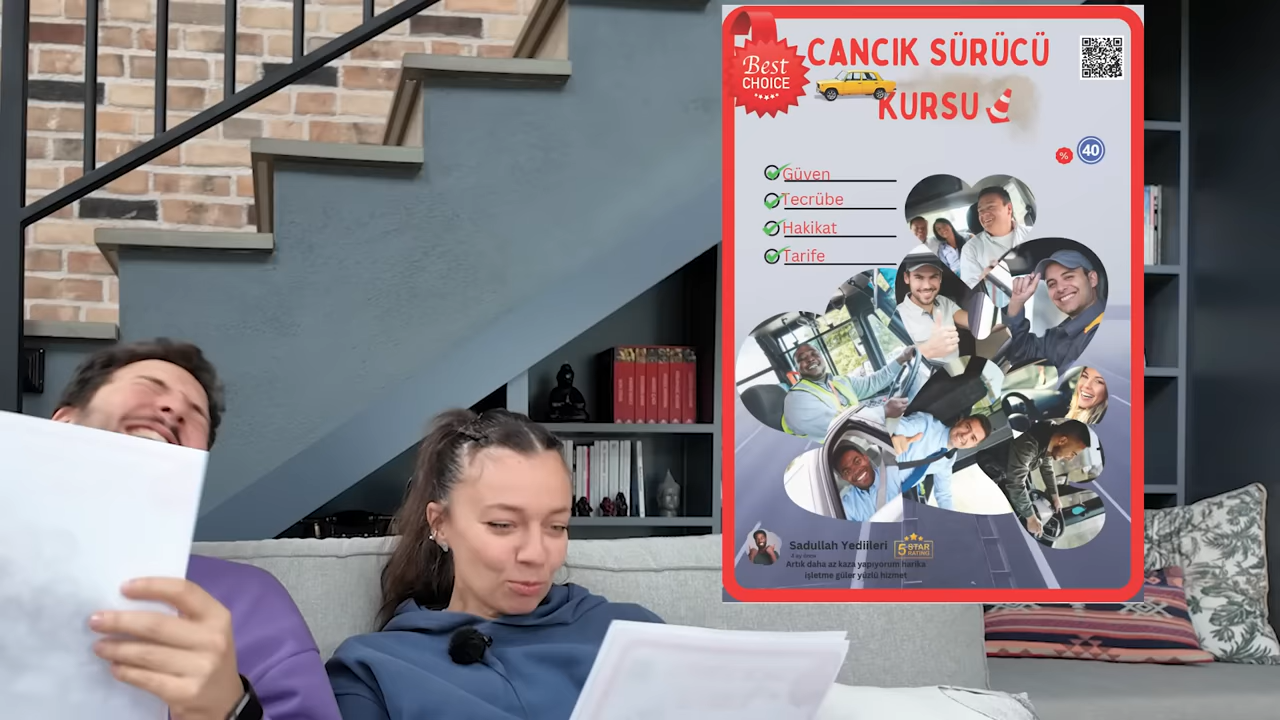 Best
CHOICE
CANCIK SÜRÜCÜ
KURSU
% 40
Güven
Tecrübe
Hakikat
Tarife
Sadullah Yediileri
5 STAR
RATING
Artık daha az kaza yapıyorum harika
işletme güler yüzlü hizmet